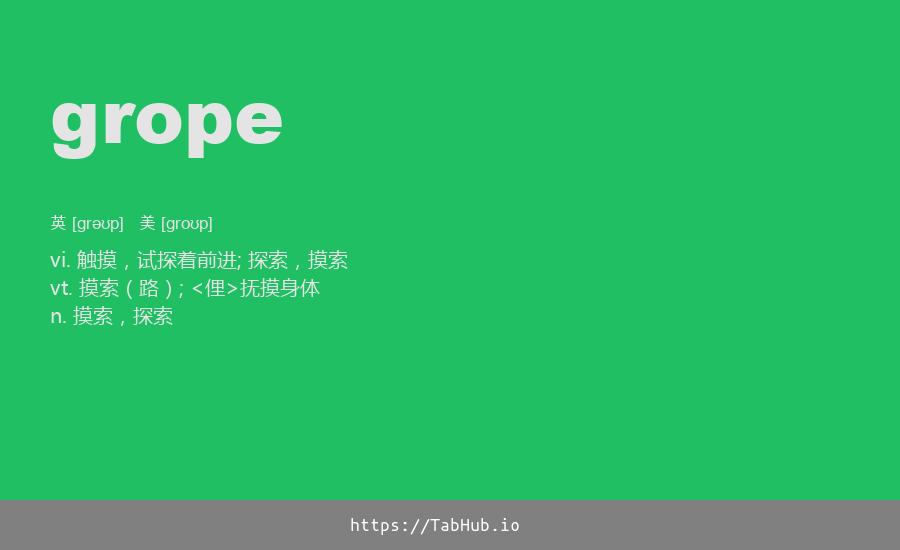 grope
英 [grəʊp] 美 [groʊp]
vi. 触摸，试探着前进; 探索，摸索
vt. 摸索（路）; <俚>抚摸身体
n. 摸索，探索
https://TabHub.io